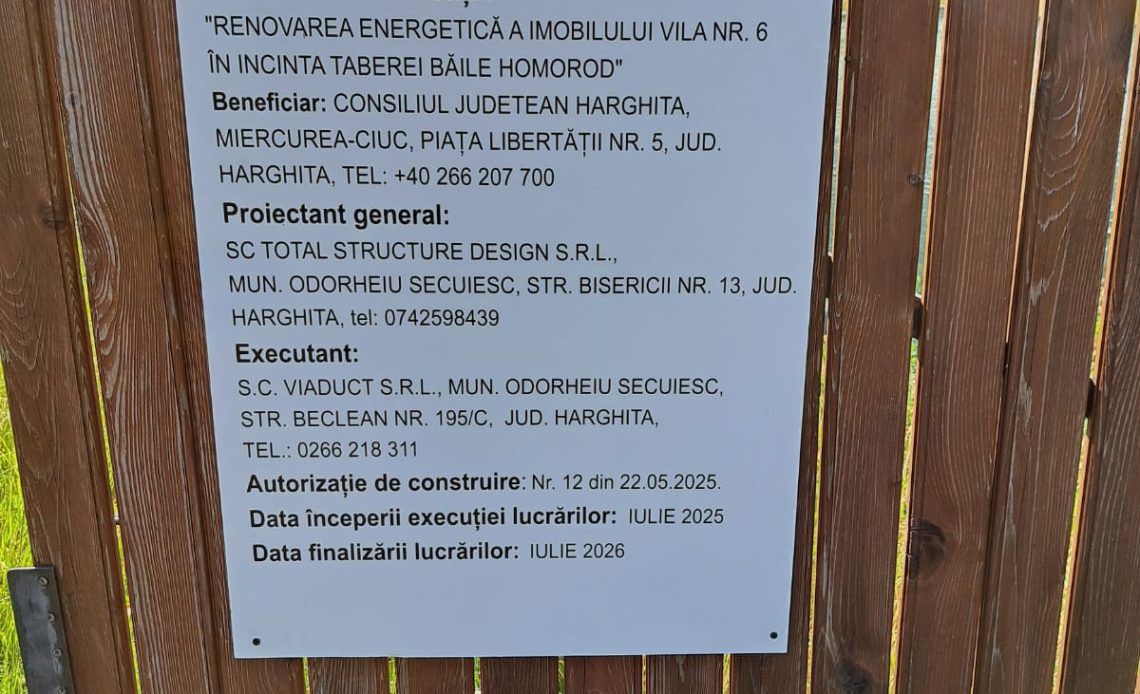 "RENOVAREA ENERGETICĂ A IMOBILULUI VILA NR. 6
ÎN INCINTA TABEREI BĂILE HOMOROD"
Beneficiar: CONSILIUL JUDETEAN HARGHITA,
MIERCUREA-CIUC, PIAȚA LIBERTĂȚII NR. 5, JUD.
HARGHITA, TEL: +40 266 207 700
Proiectant general:
SC TOTAL STRUCTURE DESIGN S.R.L.,
MUN. ODORHEIU SECUIESC, STR. BISERICII NR. 13, JUD.
HARGHITA, tel: 0742598439
Executant:
S.C. VIADUCT S.R.L., MUN. ODORHEIU SECUIESC,
STR. BECLEAN NR. 195/C, JUD. HARGHITA,
TEL.: 0266 218 311
Autorizație de construire: Nr. 12 din 22.05.2025.
Data începerii execuției lucrărilor: IULIE 2025
Data finalizării lucrărilor: IULIE 2026